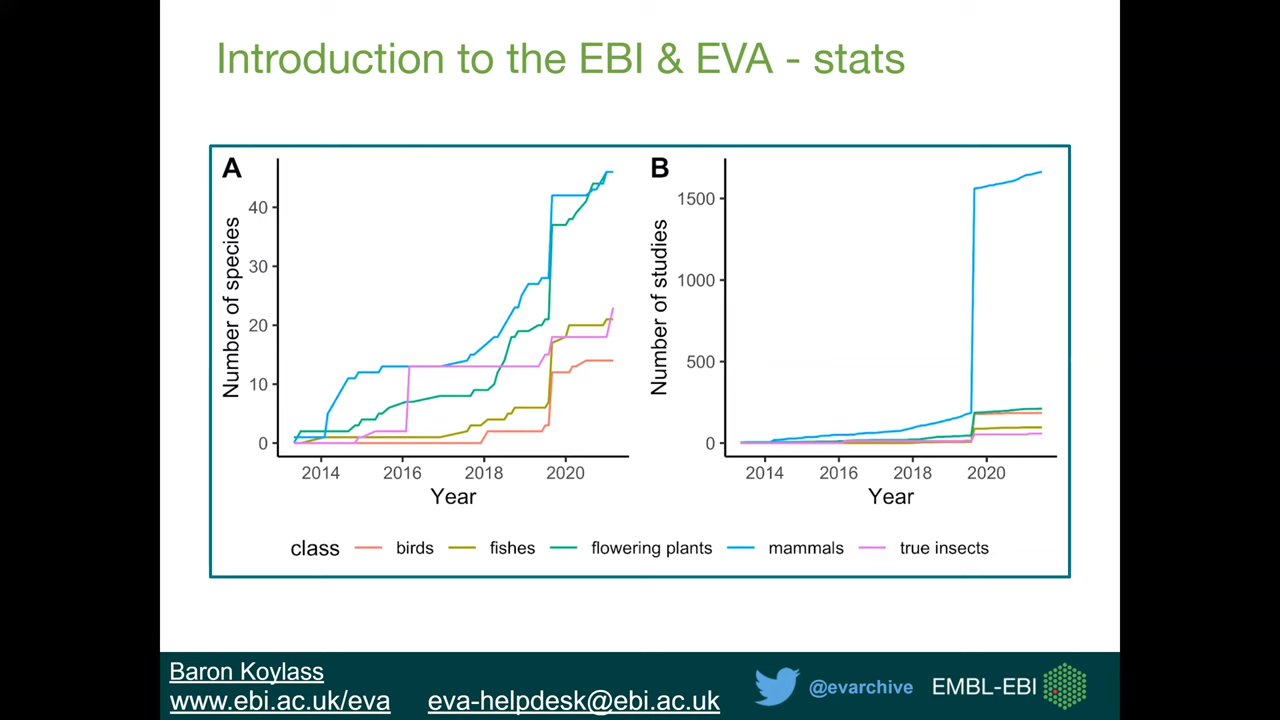 Introduction to the EBI & EVA - stats
A
Number of species
40
30
20
10
0
2014 2016 2018 2020
Year
B
Number of studies
1500
1000
500
0
2014 2016 2018 2020
Year
class birds fishes flowering plants mammals true insects
Baron Koylass
www.ebi.ac.uk/eva eva-helpdesk@ebi.ac.uk
@evarchive EMBL-EBI